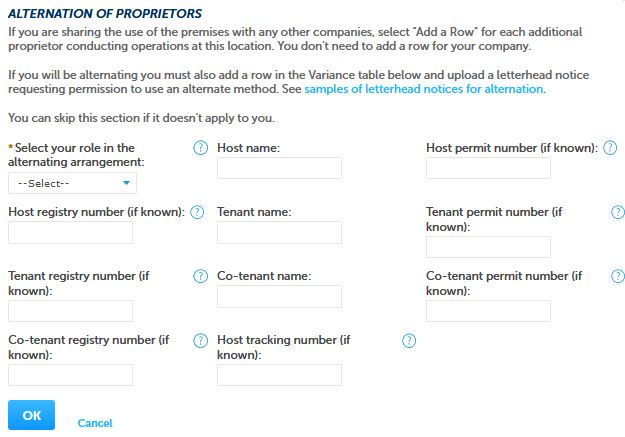 ALTERNATION OF PROPRIETORS
If you are sharing the use of the premises with any other companies, select "Add a Row" for each additional
proprietor conducting operations at this location. You don't need to add a row for your company.
If you will be alternating you must also add a row in the Variance table below and upload a letterhead notice
requesting permission to use an alternate method. See samples of letterhead notices for alternation.
You can skip this section if it doesn't apply to you.
* Select your role in the
alternating arrangement:
?
--Select--
Host name:
Host permit number (if known): ?
Host registry number (if known): ?
Tenant name:
Tenant permit number (if
known):
?
Tenant registry number (if
known):
?
Co-tenant name:
Co-tenant permit number (if
known):
?
Co-tenant registry number (if
known):
?
Host tracking number (if
known):
?
OK
Cancel